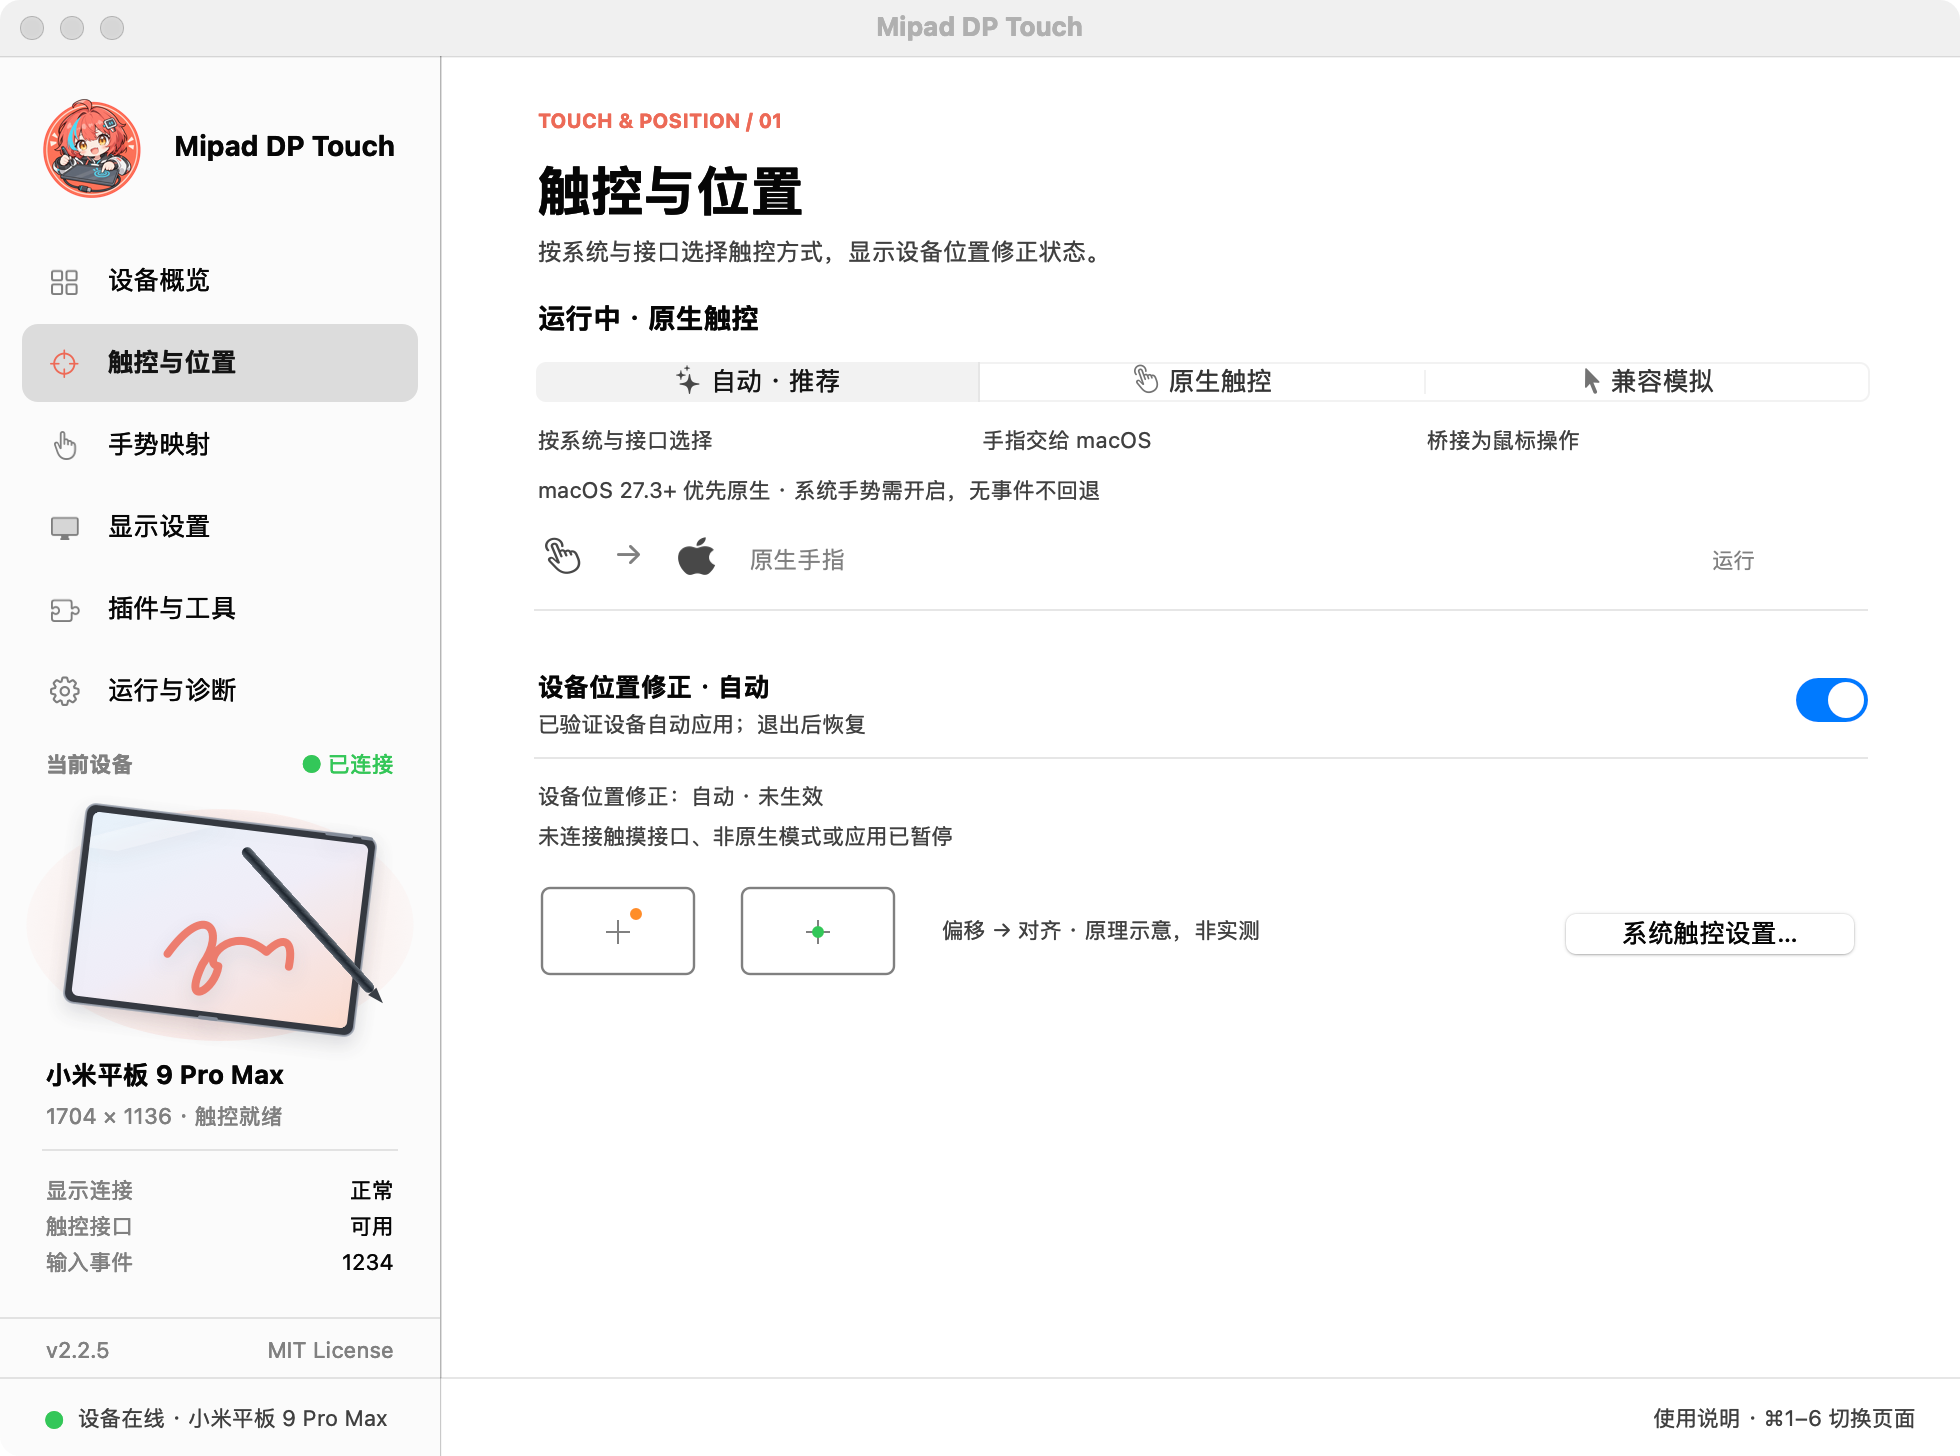 Mipad DP Touch
Mipad DP Touch
设备概览
触控与位置
手势映射
显示设置
插件与工具
运行与诊断
当前设备
已连接
小米平板 9 Pro Max
1704 × 1136 · 触控就绪
显示连接 正常
触控接口 可用
输入事件 1234
v2.2.5 MIT License
设备在线 · 小米平板 9 Pro Max
TOUCH & POSITION / 01
触控与位置
按系统与接口选择触控方式，显示设备位置修正状态。
运行中 · 原生触控
自动 · 推荐 原生触控 兼容模拟
按系统与接口选择 手指交给 macOS 桥接为鼠标操作
macOS 27.3+ 优先原生 · 系统手势需开启，无事件不回退
→ 原生手指 运行
设备位置修正 · 自动
已验证设备自动应用；退出后恢复
设备位置修正：自动 · 未生效
未连接触摸接口、非原生模式或应用已暂停
偏移 → 对齐 · 原理示意，非实测
系统触控设置...
使用说明 · ⌘1–6 切换页面